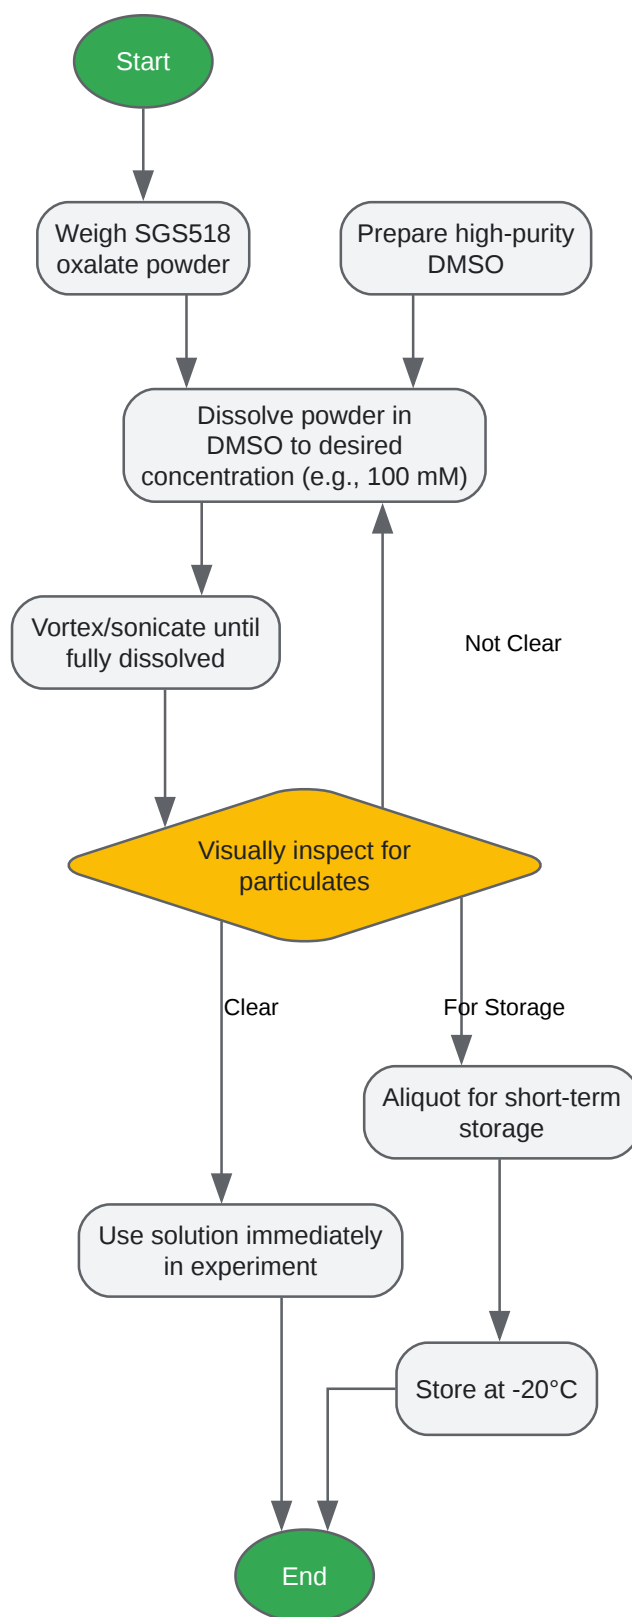 Start
Weigh SGS518
oxalate powder
Prepare high-purity
DMSO
Dissolve powder in
DMSO to desired
concentration (e.g., 100 mM)
Vortex/sonicate until
fully dissolved
Not Clear
Visually inspect for
particulates
Clear
For Storage
Aliquot for short-term
storage
Use solution immediately
in experiment
Store at -20°C
End